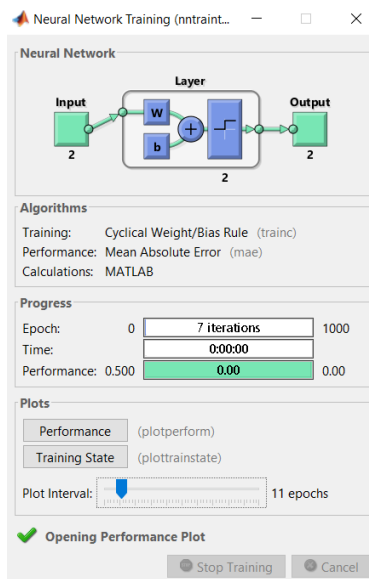 Neural Network Training (nntraint...
Neural Network
Layer
Input
Output
W
b
+
2
2
2
Algorithms
Training: Cyclical Weight/Bias Rule (trainc)
Performance: Mean Absolute Error (mae)
Calculations: MATLAB
Progress
Epoch: 0 7 iterations 1000
Time: 0:00:00
Performance: 0.500 0.00 0.00
Plots
Performance (plotperform)
Training State (plottrainstate)
Plot Interval: 11 epochs
Opening Performance Plot
Stop Training Cancel